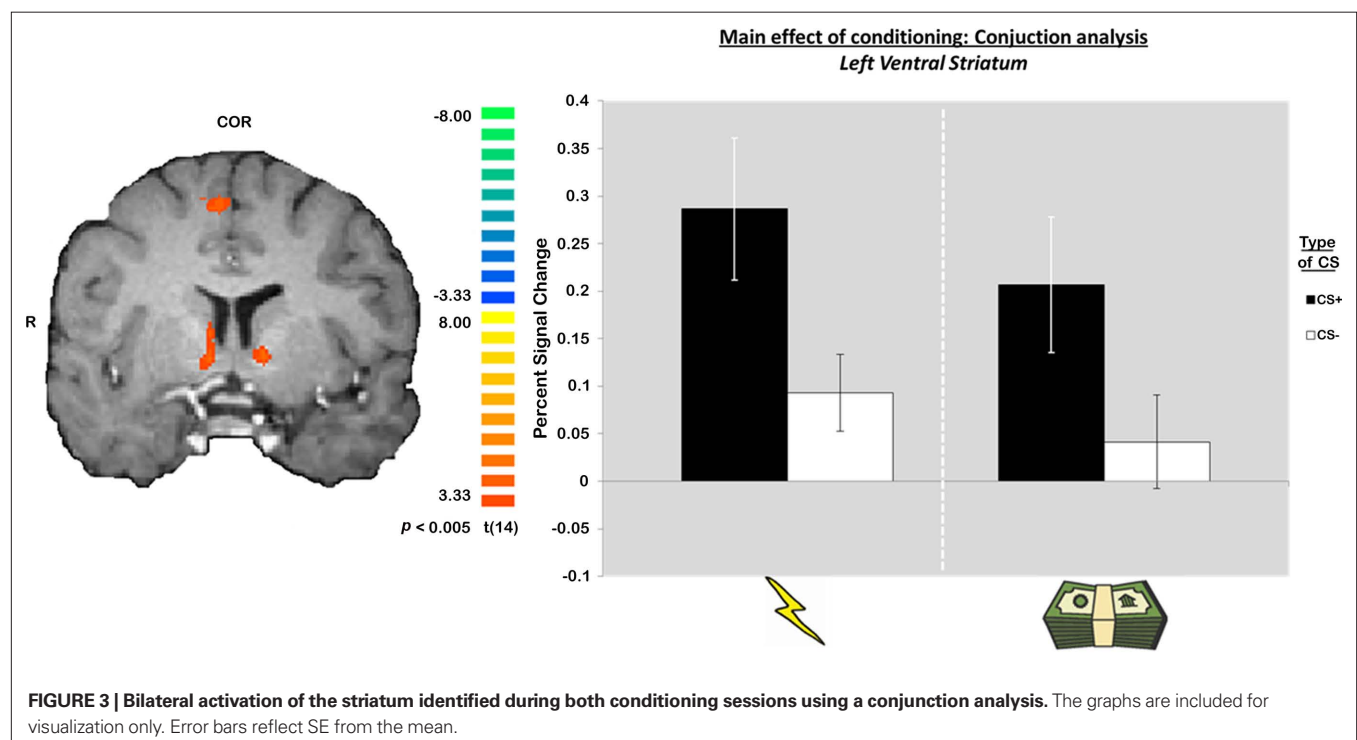 Main effect of conditioning: Conjuction analysis
Left Ventral Striatum
COR
R
-8.00
-3.33
8.00
3.33
p < 0.005 t(14)
Percent Signal Change
0.4
0.35
0.3
0.25
0.2
0.15
0.1
0.05
0
-0.05
-0.1
Type
of CS
CS+
CS-
FIGURE 3 | Bilateral activation of the striatum identified during both conditioning sessions using a conjunction analysis. The graphs are included for
visualization only. Error bars reflect SE from the mean.